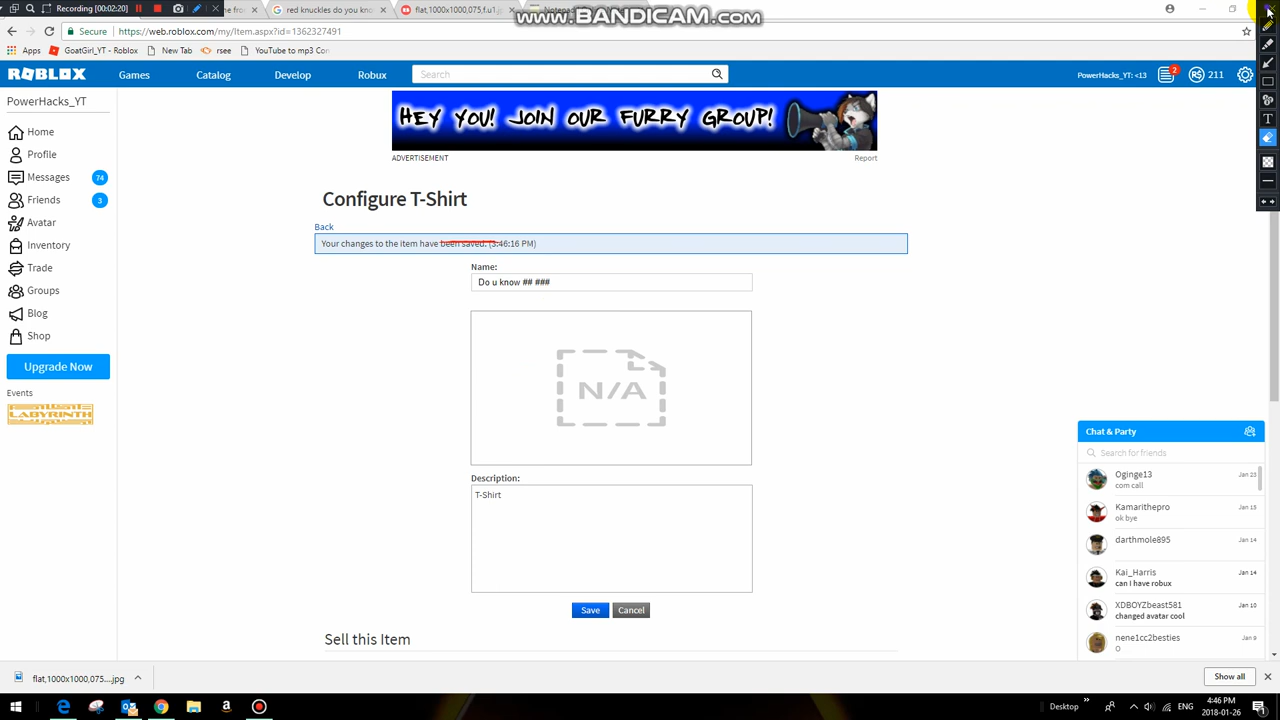 Recording [00:02:20]
red knuckles do you kno
flat,1000x1000,075,f.u1.j
www.BANDICAM.com
Secure
https://web.roblox.com/my/Item.aspx?id=1362327491
Apps
GoatGirl_YT - Roblox
New Tab
rsee
YouTube to mp3 Con
ROBLOX
Games
Catalog
Develop
Robux
Search
PowerHacks_YT: <13
2
211
PowerHacks_YT
Home
Profile
Messages
74
Friends
3
Avatar
Inventory
Trade
Groups
Blog
Shop
Upgrade Now
Events
LABYRINTH
HEY YOU! JOIN OUR FURRY GROUP!
ADVERTISEMENT
Report
Configure T-Shirt
Back
Your changes to the item have been saved. (3:46:16 PM)
Name:
Do u know ## ###
N/A
Description:
T-Shirt
Save
Cancel
Sell this Item
Chat & Party
Search for friends
Oginge13
Jan 23
com call
Kamarithepro
Jan 15
ok bye
darthmole895
Jan 14
Kai_Harris
Jan 14
can I have robux
XDBOYZbeast581
Jan 10
changed avatar cool
nene1cc2besties
Jan 9
O
flat,1000x1000,075....jpg
Show all
Desktop
ENG
4:46 PM
2018-01-26